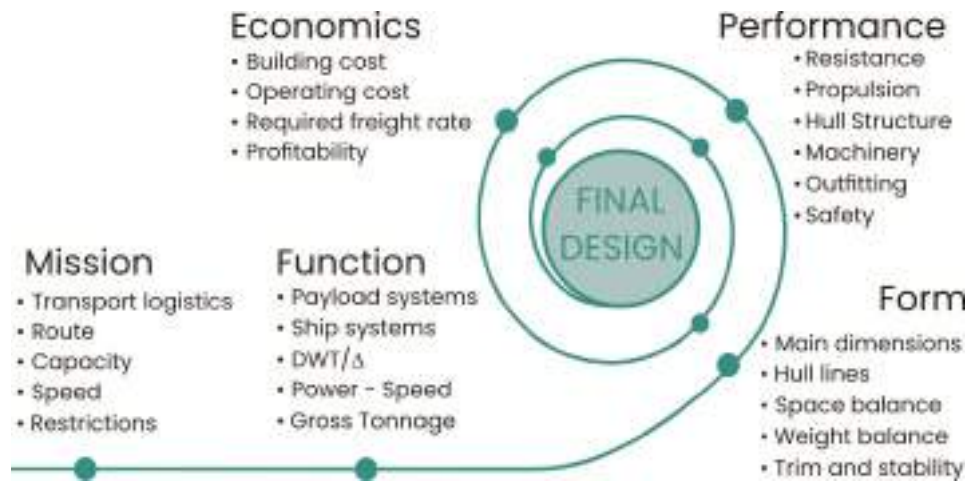 Economics
• Building cost
• Operating cost
• Required freight rate
• Profitability
Performance
• Resistance
• Propulsion
• Hull Structure
• Machinery
• Outfitting
• Safety
FINAL
DESIGN
Mission
• Transport logistics
• Route
• Capacity
• Speed
• Restrictions
Function
• Payload systems
• Ship systems
• DWT/Δ
• Power - Speed
• Gross Tonnage
Form
• Main dimensions
• Hull lines
• Space balance
• Weight balance
• Trim and stability